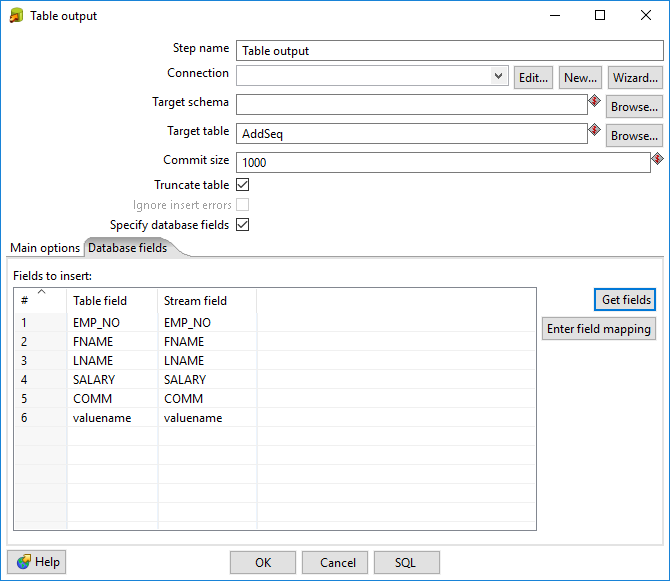 Table output
Step name Table output
Connection Edit... New... Wizard...
Target schema Browse...
Target table AddSeq Browse...
Commit size 1000
Truncate table
Ignore insert errors
Specify database fields
Main options Database fields
Fields to insert:
# Table field Stream field
Get fields
1 EMP_NO EMP_NO
2 FNAME FNAME
Enter field mapping
3 LNAME LNAME
4 SALARY SALARY
5 COMM COMM
6 valuename valuename
Help OK Cancel SQL